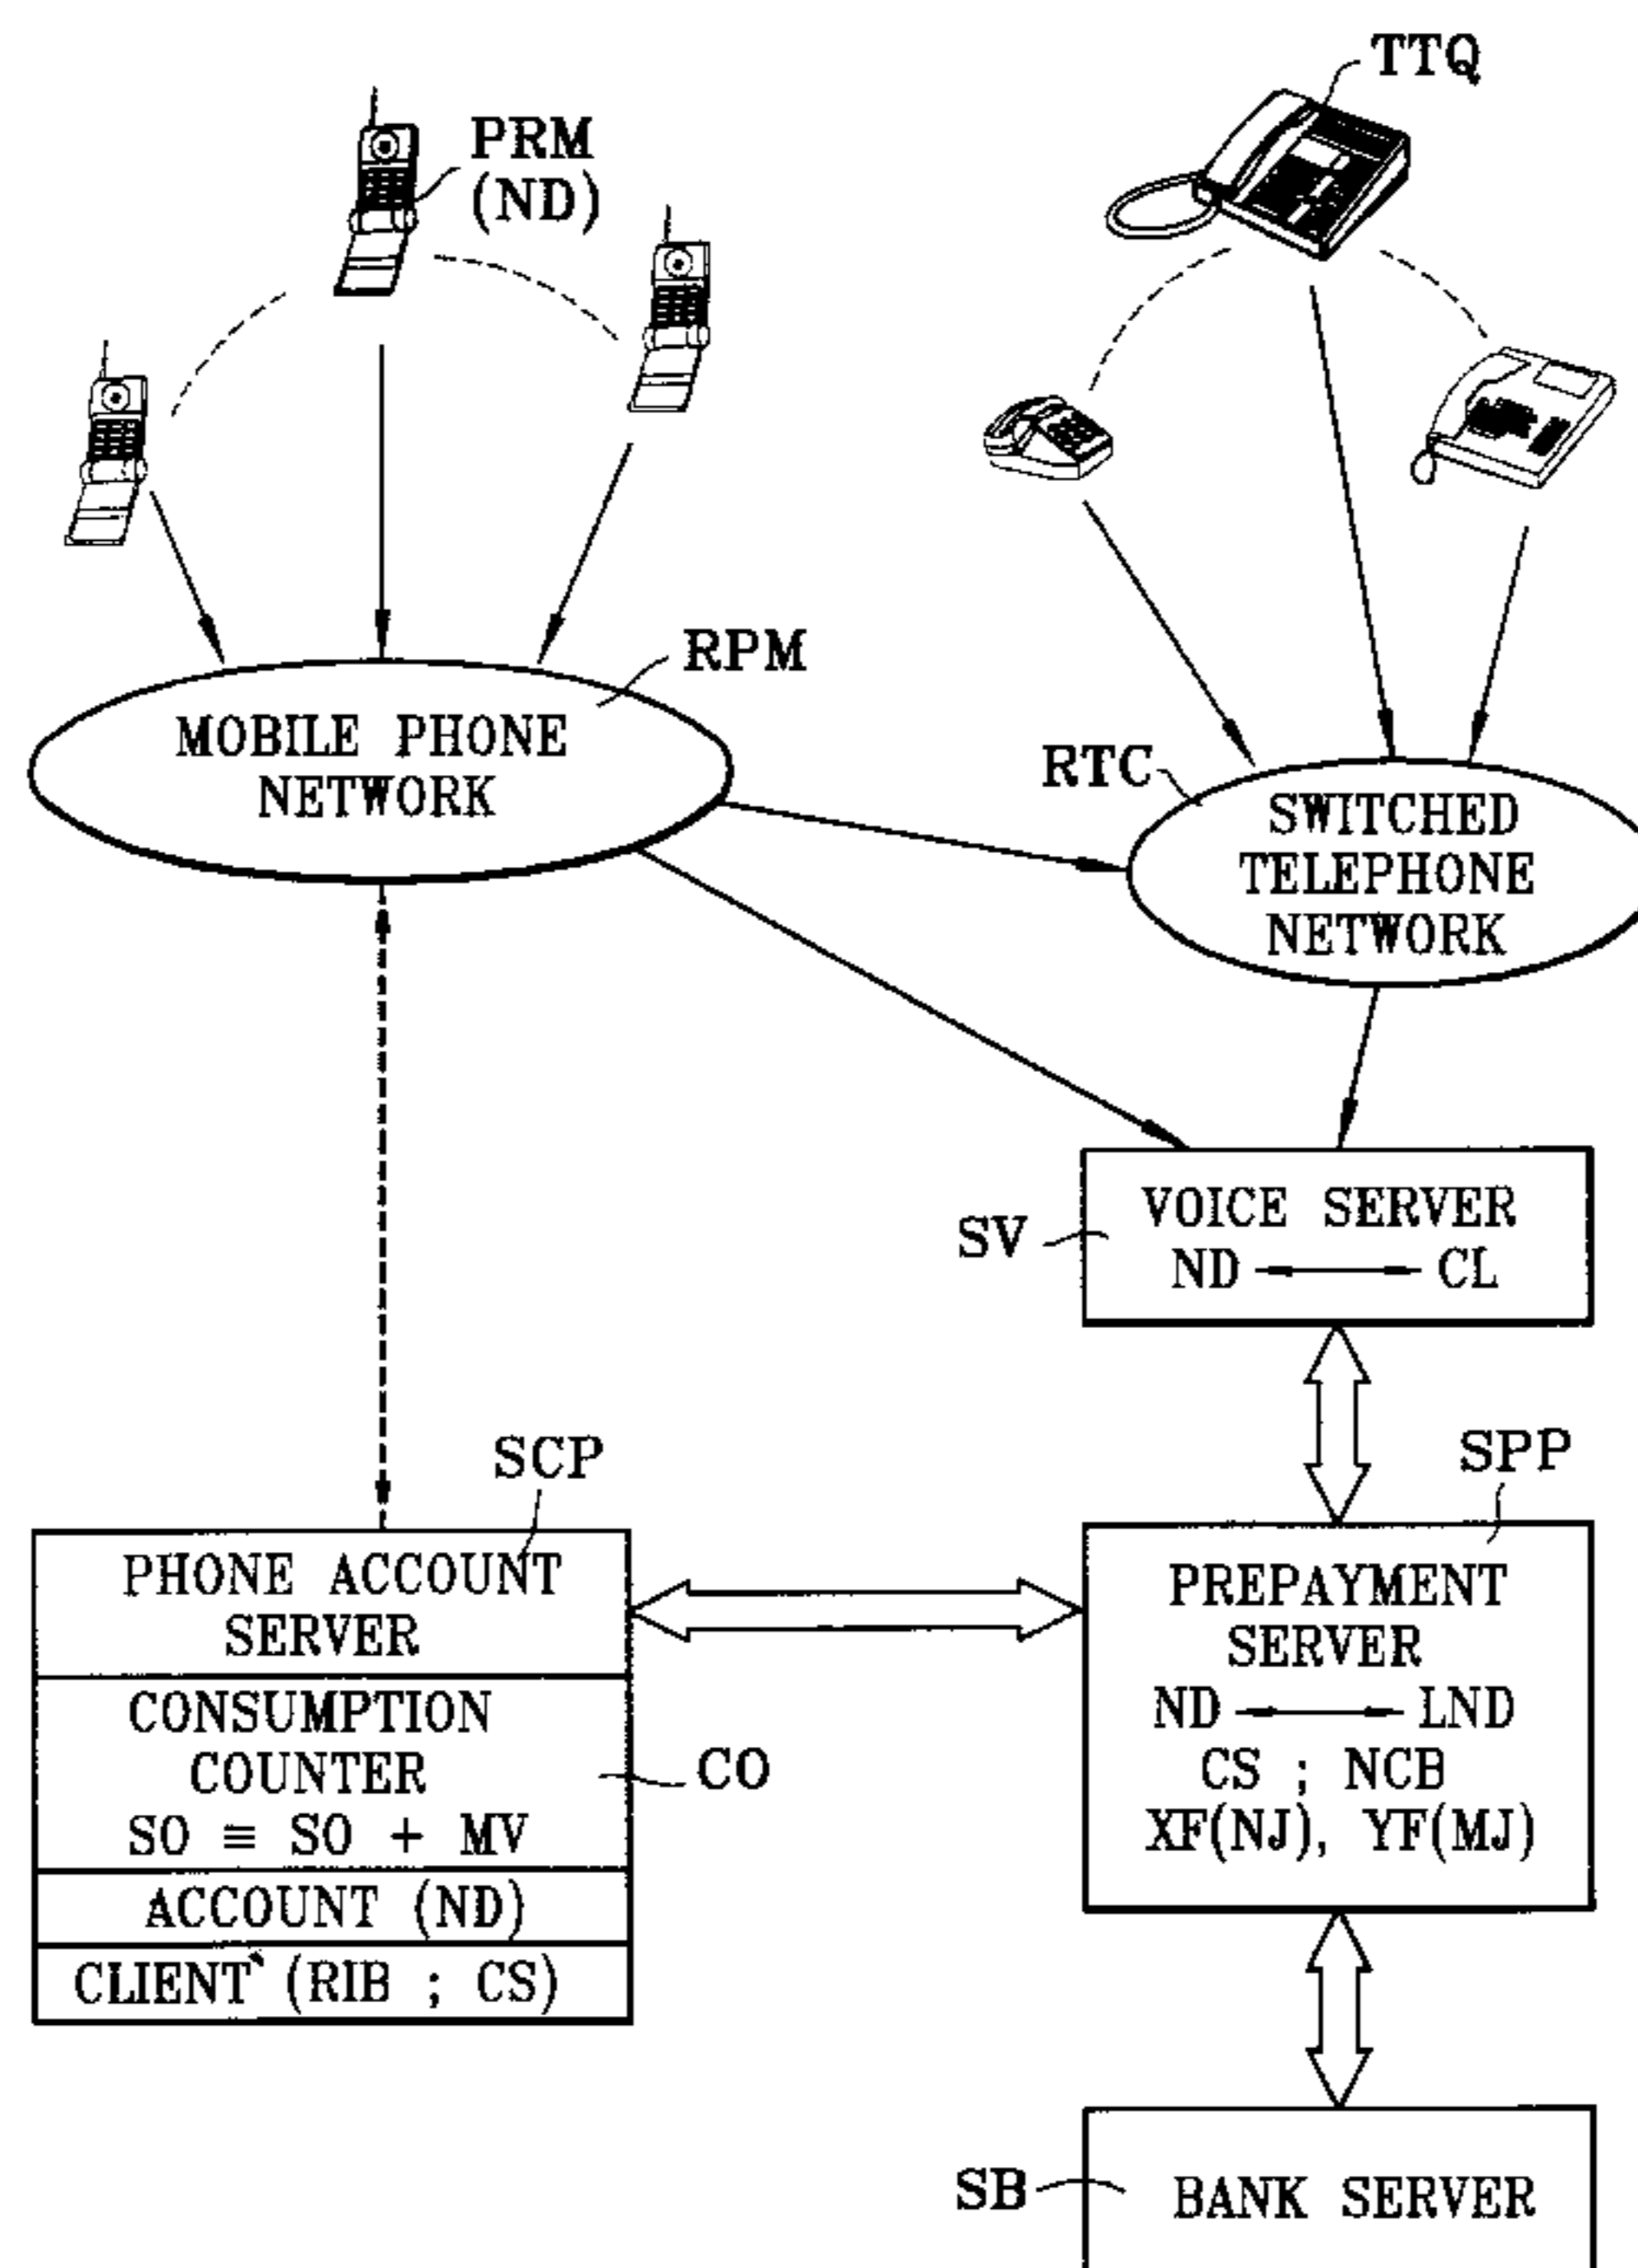 TTQ
PRM
(ND)
RPM
MOBILE PHONE
NETWORK
RTC
SWITCHED
TELEPHONE
NETWORK
VOICE SERVER
SV
ND CL
SCP
SPP
PHONE ACCOUNT
SERVER
PREPAYMENT
SERVER
CONSUMPTION
COUNTER
CO
SO ≡ SO + MV
ND LND
CS ; NCB
XF(NJ), YF(MJ)
ACCOUNT (ND)
CLIENT (RIB ; CS)
SB
BANK SERVER